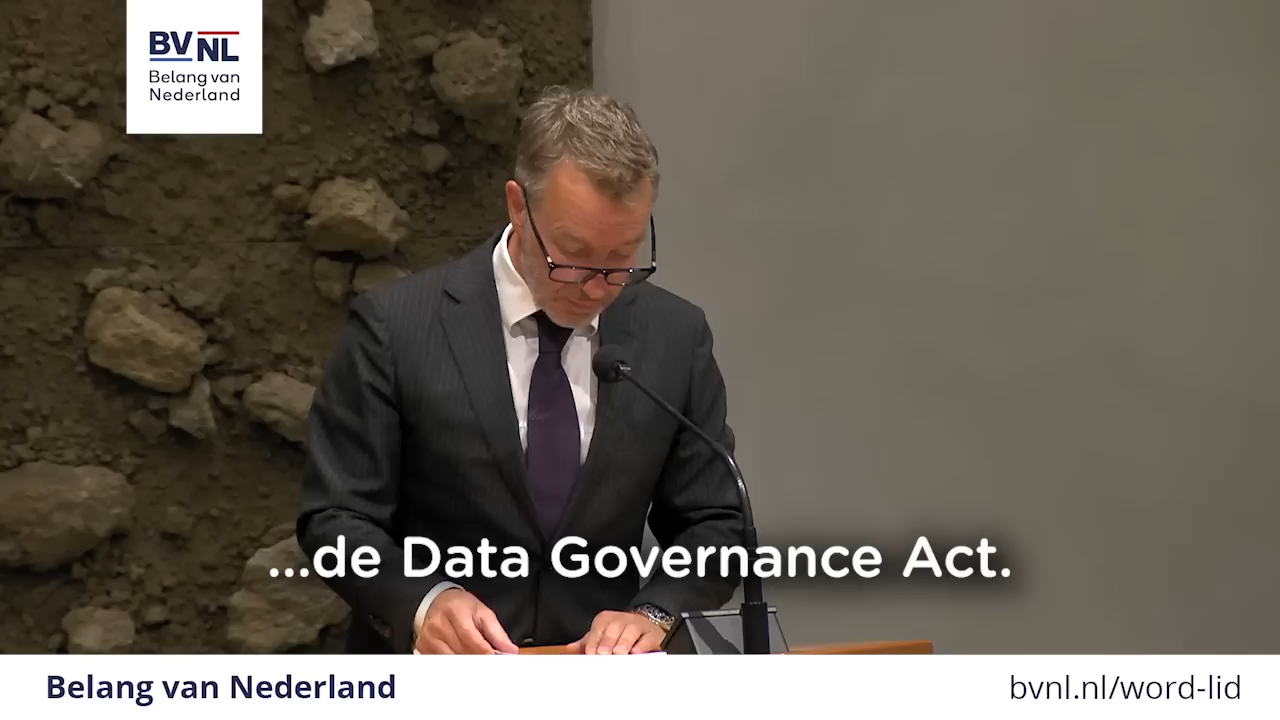 BVNL
Belang van
Nederland
...de Data Governance Act.
Belang van Nederland
bvnl.nl/word-lid